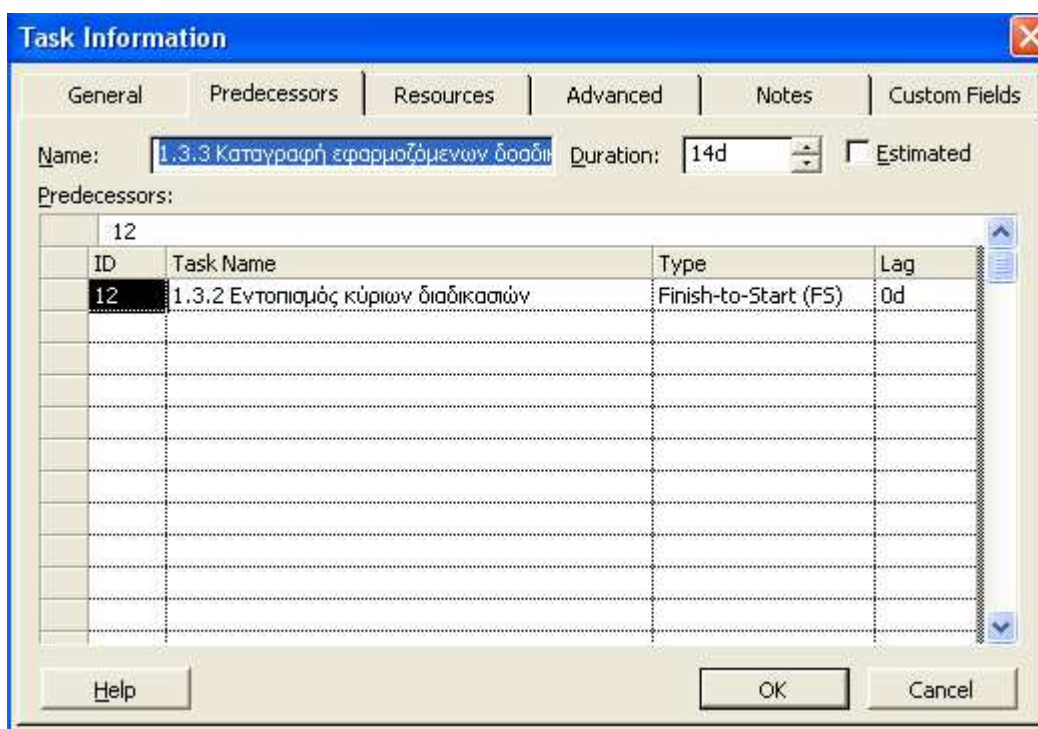 Task Information
General Predecessors Resources Advanced Notes Custom Fields
Name: 1.3.3 Καταγραφή εφαρμοζόμενων δοαδι Duration: 14d Estimated
Predecessors:
12
ID Task Name Type Lag
12 1.3.2 Εντοπισμός κύριων διαδικασιών Finish-to-Start (FS) 0d
Help OK Cancel